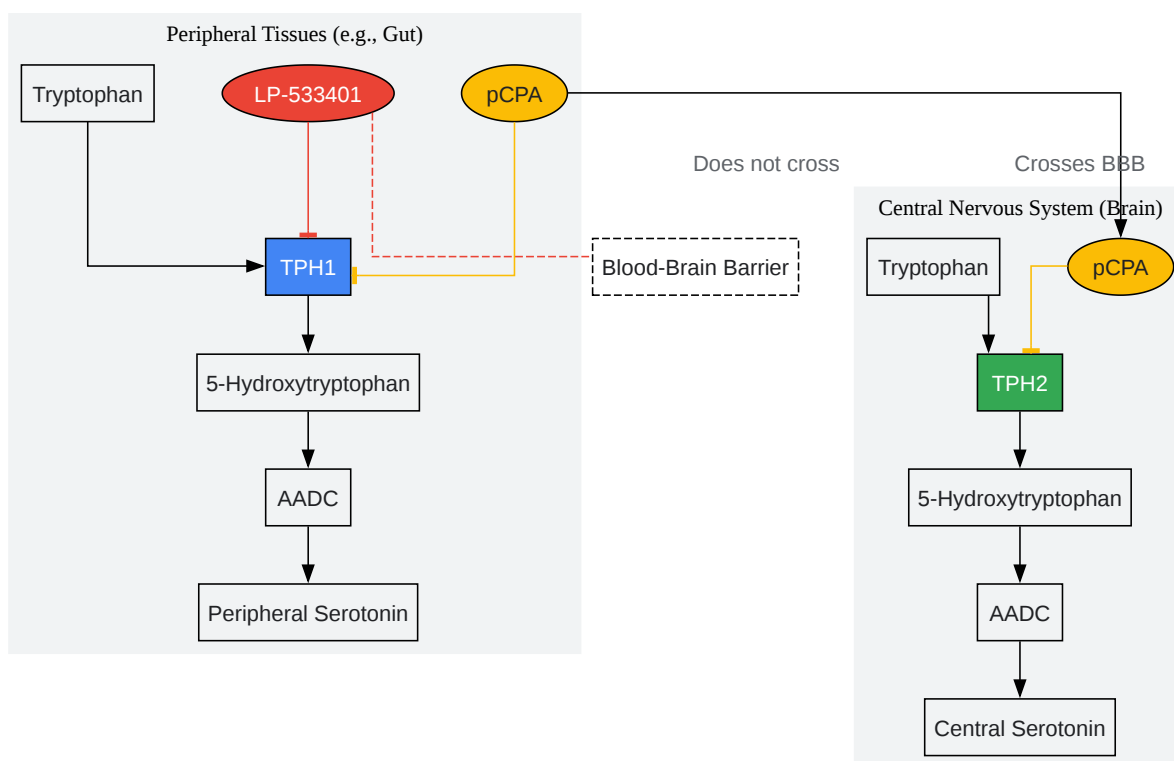 Peripheral Tissues (e.g., Gut)
Tryptophan
LP-533401
pCPA
Does not cross
Crosses BBB
Central Nervous System (Brain)
TPH1
Blood-Brain Barrier
Tryptophan
pCPA
5-Hydroxytryptophan
TPH2
AADC
5-Hydroxytryptophan
Peripheral Serotonin
AADC
Central Serotonin